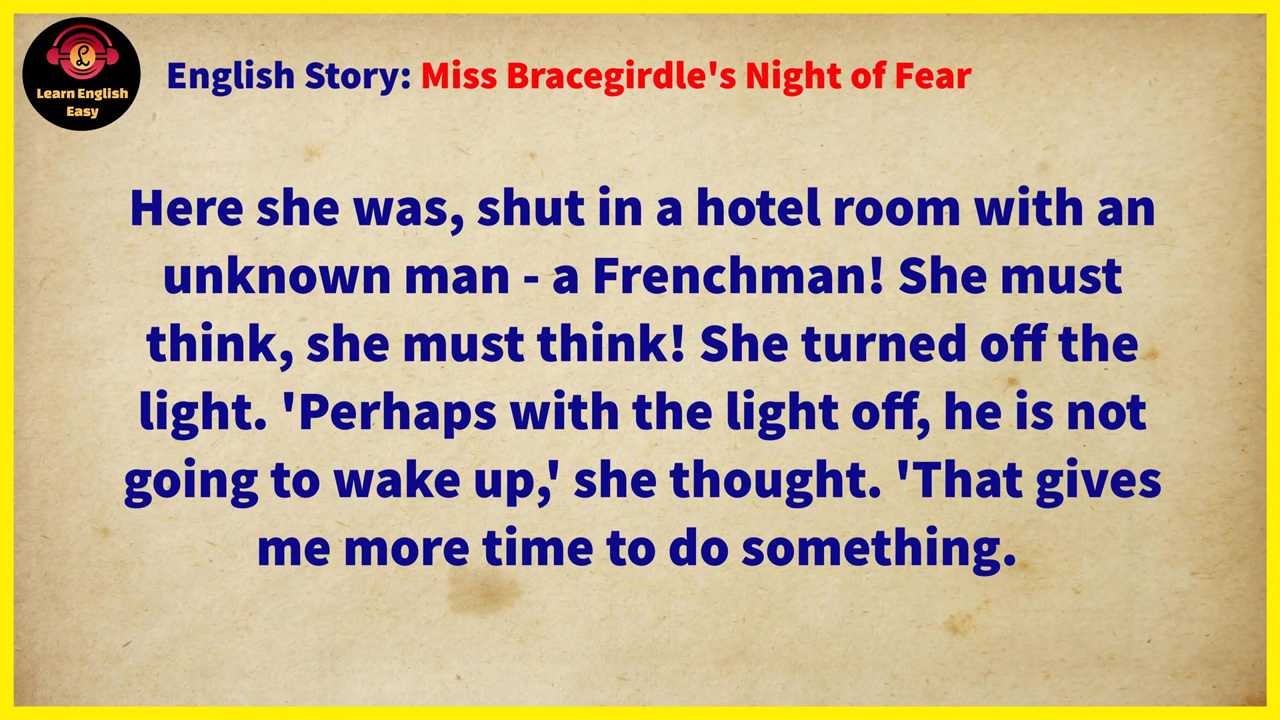 Learn English
Easy
English Story: Miss Bracegirdle's Night of Fear
Here she was, shut in a hotel room with an
unknown man - a Frenchman! She must
think, she must think! She turned off the
light. 'Perhaps with the light off, he is not
going to wake up,' she thought. 'That gives
me more time to do something.